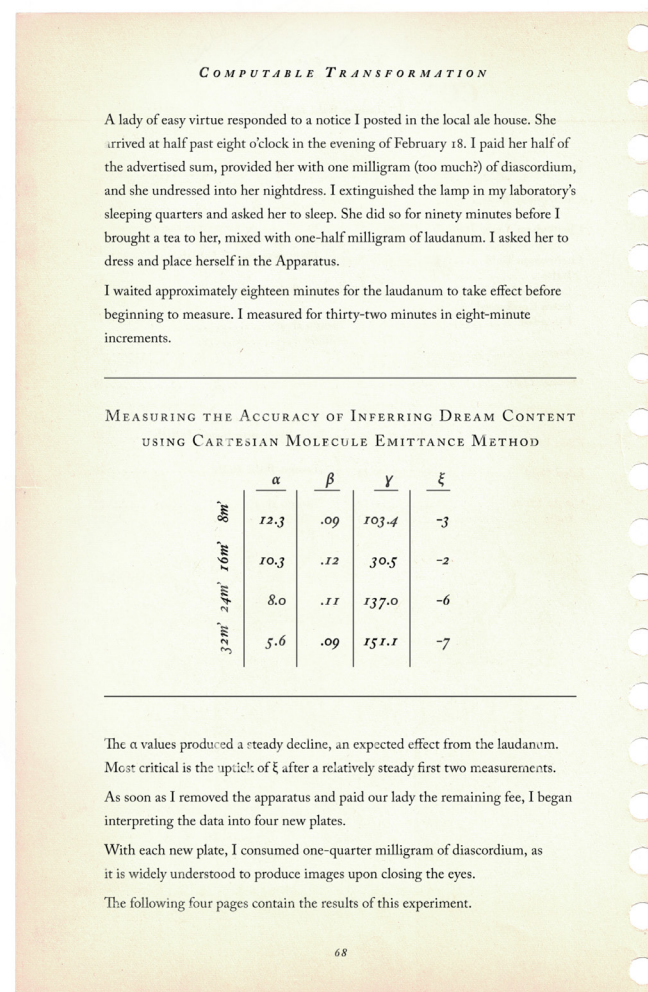 COMPUTABLE TRANSFORMATION
A lady of easy virtue responded to a notice I posted in the local ale house. She
arrived at half past eight o’clock in the evening of February 18. I paid her half of
the advertised sum, provided her with one milligram (too much?) of diascordium,
and she undressed into her nightdress. I extinguished the lamp in my laboratory’s
sleeping quarters and asked her to sleep. She did so for ninety minutes before I
brought a tea to her, mixed with one-half milligram of laudanum. I asked her to
dress and place herself in the Apparatus.
I waited approximately eighteen minutes for the laudanum to take effect before
beginning to measure. I measured for thirty-two minutes in eight-minute
increments.
MEASURING THE ACCURACY OF INFERRING DREAM CONTENT
USING CARTESIAN MOLECULE EMITTANCE METHOD
α β γ ξ
8m' 12.3 .09 103.4 -3
16m' 10.3 .12 30.5 -2
24m' 8.0 .11 137.0 -6
32m' 5.6 .09 151.1 -7
The α values produced a steady decline, an expected effect from the laudanum.
Most critical is the uptick of ξ after a relatively steady first two measurements.
As soon as I removed the apparatus and paid our lady the remaining fee, I began
interpreting the data into four new plates.
With each new plate, I consumed one-quarter milligram of diascordium, as
it is widely understood to produce images upon closing the eyes.
The following four pages contain the results of this experiment.
68